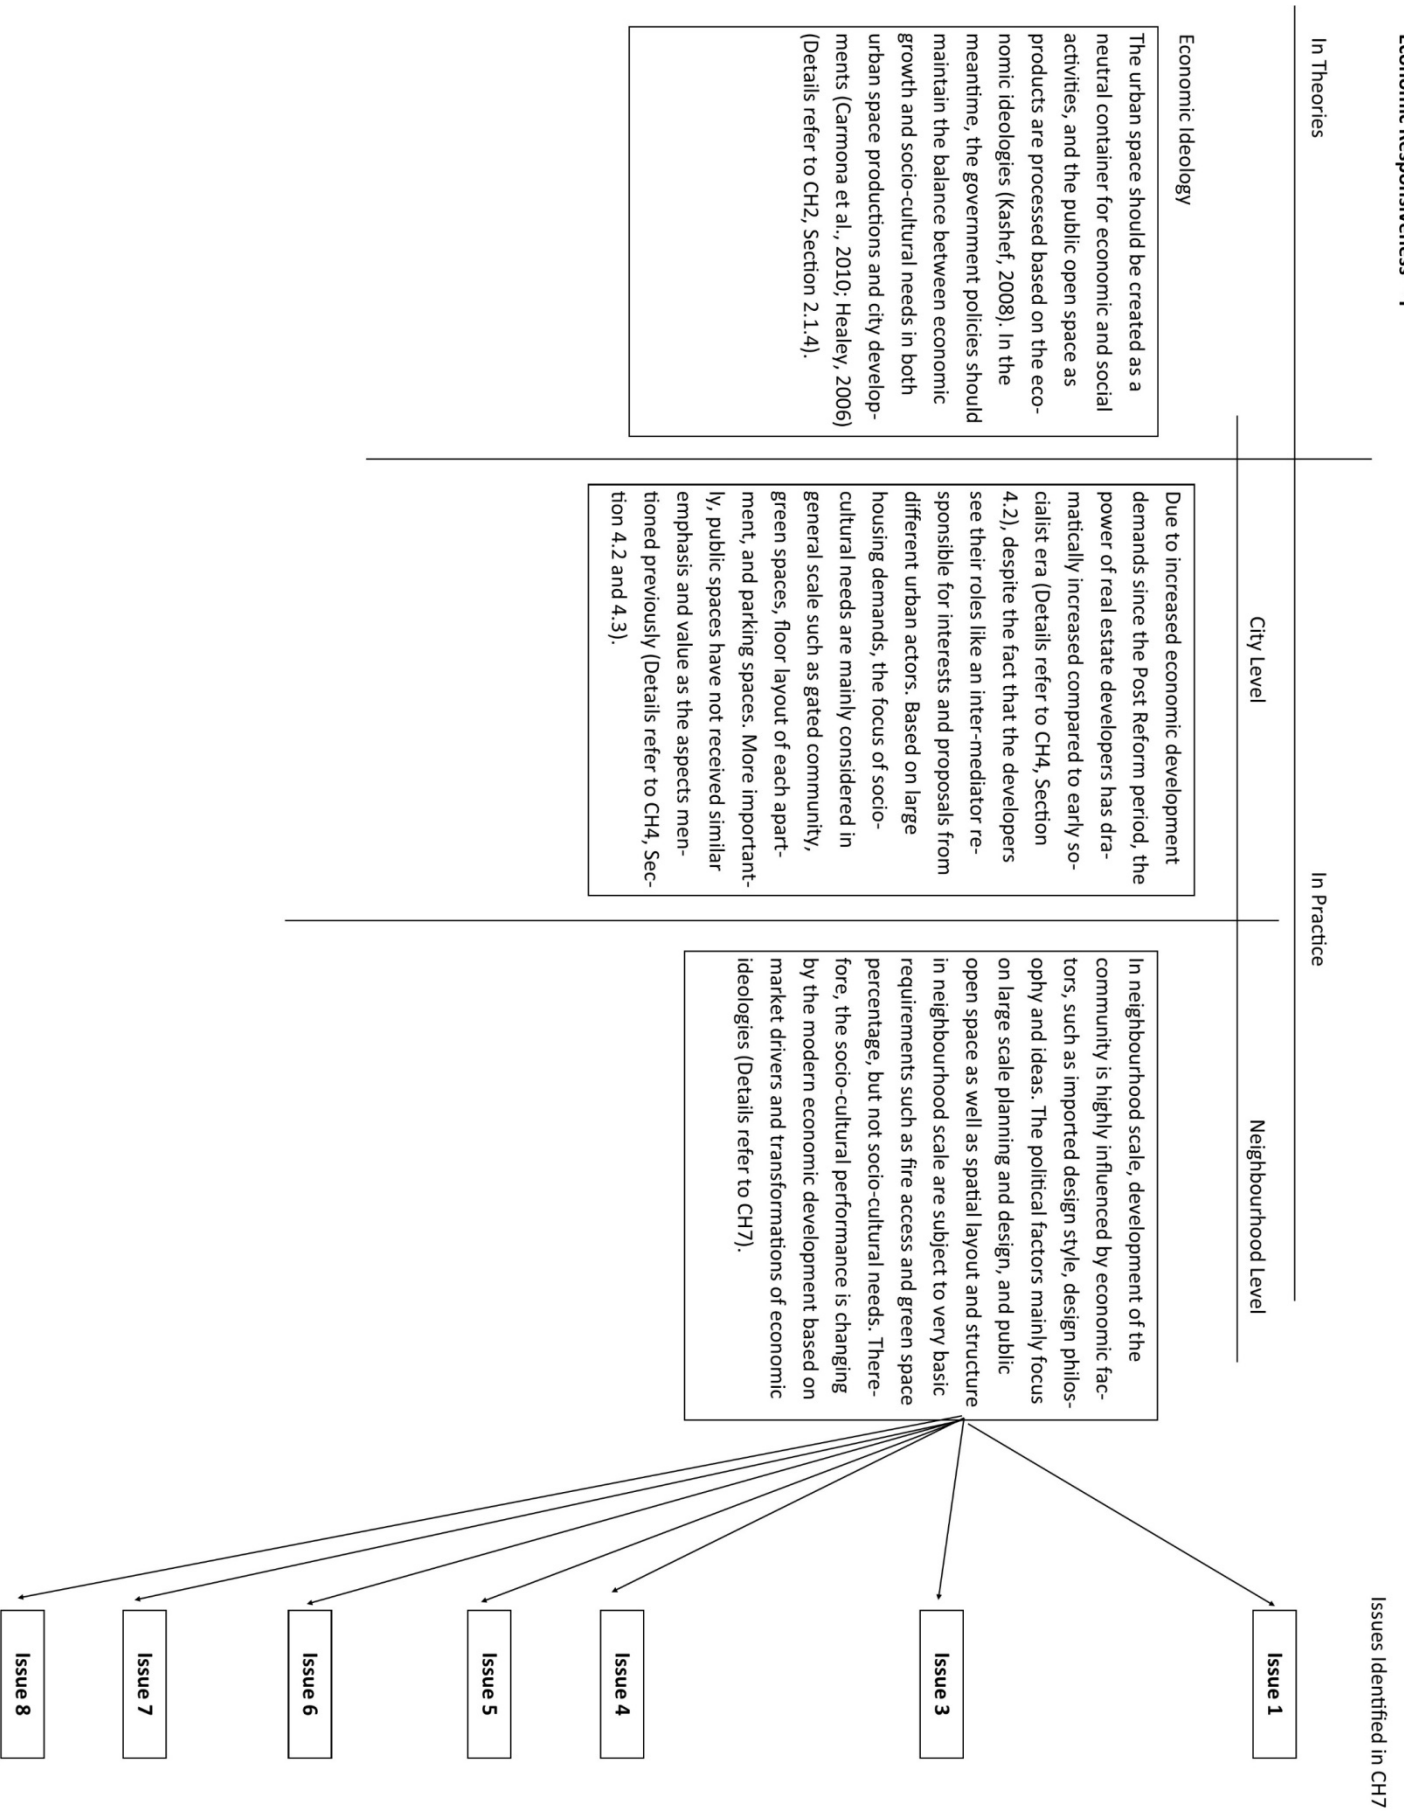 Economic Responsiveness
In Theories
In Practice
Issues Identified in CH7
City Level
Neighbourhood Level
Economic Ideology
The urban space should be created as a
neutral container for economic and social
activities, and the public open space as
products are processed based on the eco-
nomic ideologies (Kashef, 2008). In the
meantime, the government policies should
maintain the balance between economic
growth and socio-cultural needs in both
urban space productions and city develop-
ments (Carmona et al., 2010; Healey, 2006)
(Details refer to CH2, Section 2.1.4).
Due to increased economic development
demands since the Post Reform period, the
power of real estate developers has dra-
matically increased compared to early so-
cialist era (Details refer to CH4, Section
4.2), despite the fact that the developers
see their roles like an inter-mediator re-
sponsible for interests and proposals from
different urban actors. Based on large
housing demands, the focus of socio-
cultural needs are mainly considered in
general scale such as gated community,
green spaces, floor layout of each apart-
ment, and parking spaces. More important-
ly, public spaces have not received similar
emphasis and value as the aspects men-
tioned previously (Details refer to CH4, Sec-
tion 4.2 and 4.3).
In neighbourhood scale, development of the
community is highly influenced by economic fac-
tors, such as imported design style, design philos-
ophy and ideas. The political factors mainly focus
on large scale planning and design, and public
open space as well as spatial layout and structure
in neighbourhood scale are subject to very basic
requirements such as fire access and green space
percentage, but not socio-cultural needs. There-
fore, the socio-cultural performance is changing
by the modern economic development based on
market drivers and transformations of economic
ideologies (Details refer to CH7).
Issue 1
Issue 3
Issue 4
Issue 5
Issue 6
Issue 7
Issue 8